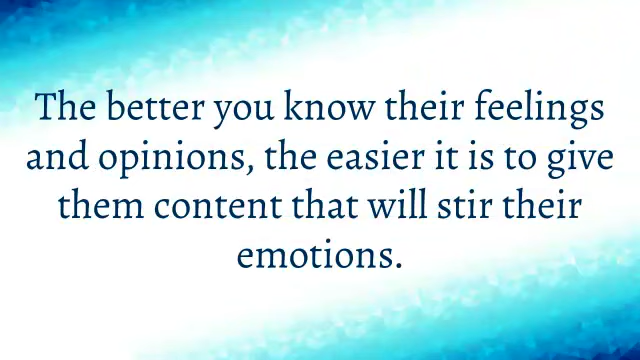 The better you know their feelings
and opinions, the easier it is to give
them content that will stir their
emotions.